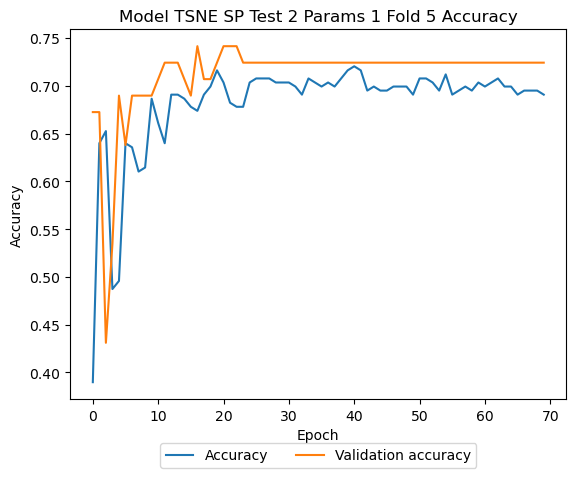 Model TSNE SP Test 2 Params 1 Fold 5 Accuracy
0.75
0.70
0.65
0.60
0.55
0.50
0.45
0.40
Accuracy
0 10 20 30 40 50 60 70
Epoch
Accuracy Validation accuracy